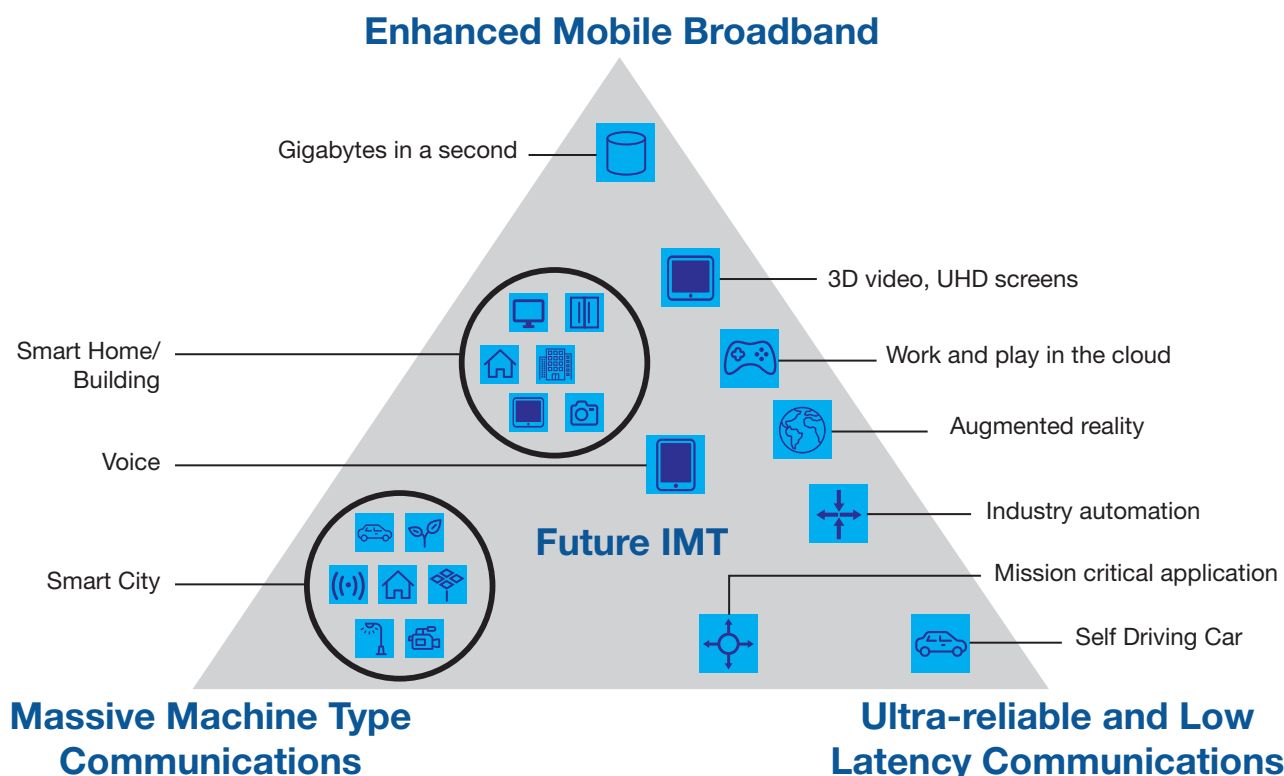 Enhanced Mobile Broadband
Gigabytes in a second
3D video, UHD screens
Smart Home/
Building
Work and play in the cloud
Augmented reality
Voice
Industry automation
Future IMT
Mission critical application
Smart City
Self Driving Car
Massive Machine Type
Communications
Ultra-reliable and Low
Latency Communications